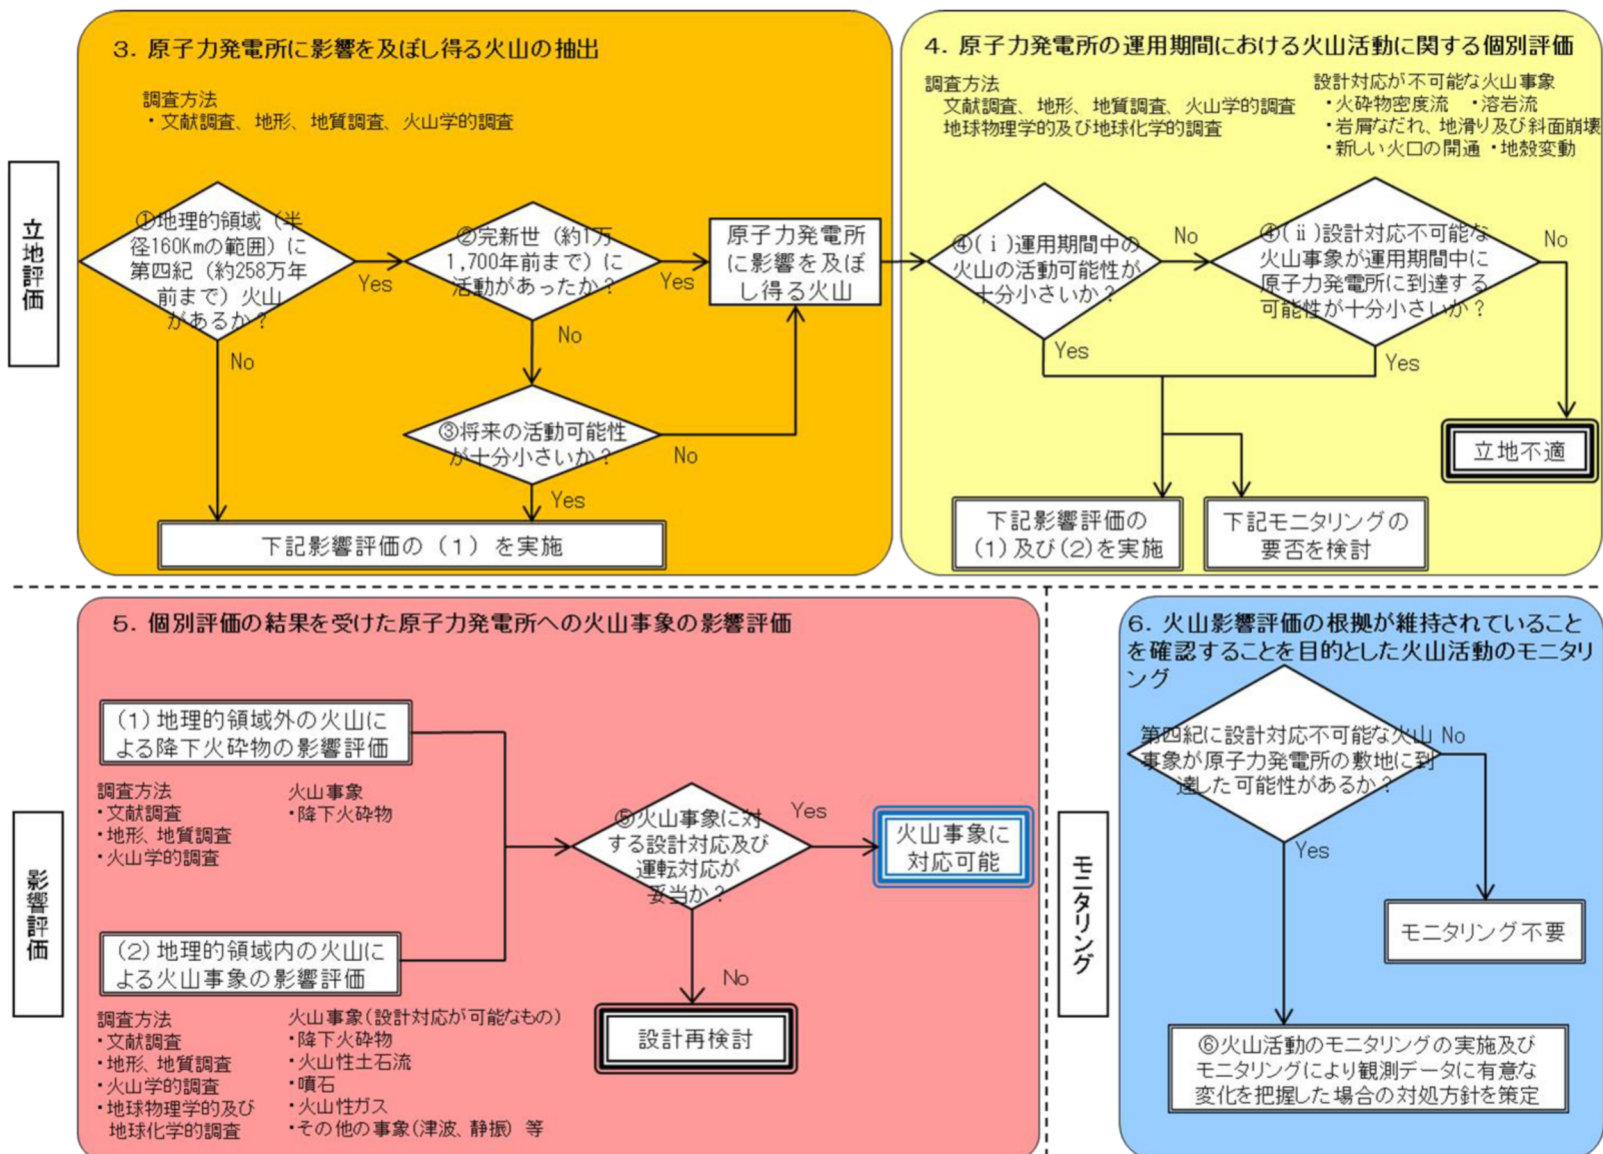 立地評価
3. 原子力発電所に影響を及ぼし得る火山の抽出
調査方法
・文献調査、地形、地質調査、火山学的調査
①地理的領域（半
径160Kmの範囲）に
第四紀（約258万年
前まで）火山
があるか？
Yes
No
②完新世（約1万
1,700年前まで）に
活動があったか？
Yes
No
③将来の活動可能性
が十分小さいか？
No
Yes
原子力発電所
に影響を及ぼ
し得る火山
下記影響評価の（1）を実施
4. 原子力発電所の運用期間における火山活動に関する個別評価
調査方法
文献調査、地形、地質調査、火山学的調査
地球物理学的及び地球化学的調査
設計対応が不可能な火山事象
・火砕物密度流 ・溶岩流
・岩屑なだれ、地滑り及び斜面崩壊
・新しい火口の開通 ・地殻変動
④(ⅰ)運用期間中の
火山の活動可能性が
十分小さいか？
No
Yes
④(ⅱ)設計対応不可能な
火山事象が運用期間中に
原子力発電所に到達する
可能性が十分小さいか？
No
Yes
立地不適
下記影響評価の
(1)及び(2)を実施
下記モニタリングの
要否を検討
影響評価
5. 個別評価の結果を受けた原子力発電所への火山事象の影響評価
(1)地理的領域外の火山に
よる降下火砕物の影響評価
調査方法
・文献調査
・地形、地質調査
・火山学的調査
火山事象
・降下火砕物
(2)地理的領域内の火山に
よる火山事象の影響評価
調査方法
・文献調査
・地形、地質調査
・火山学的調査
・地球物理学的及び
地球化学的調査
火山事象(設計対応が可能なもの)
・降下火砕物
・火山性土石流
・噴石
・火山性ガス
・その他の事象(津波、静振) 等
⑤火山事象に対
する設計対応及び
運転対応が
妥当か？
Yes
No
火山事象に
対応可能
設計再検討
モニタリング
6. 火山影響評価の根拠が維持されていること
を確認することを目的とした火山活動のモニタリ
ング
第四紀に設計対応不可能な火山
事象が原子力発電所の敷地に到
達した可能性があるか？
No
Yes
モニタリング不要
⑥火山活動のモニタリングの実施及び
モニタリングにより観測データに有意な
変化を把握した場合の対処方針を策定